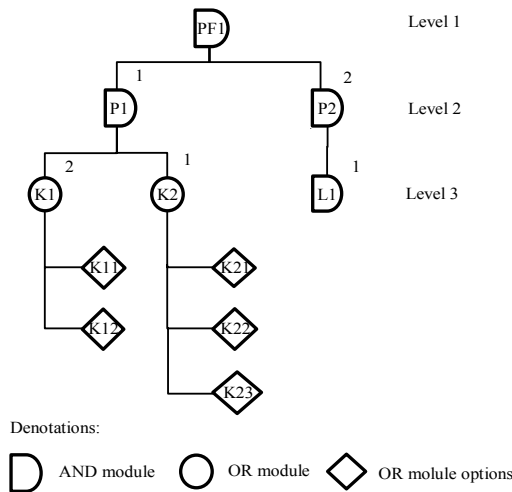 PF1
Level 1
1
2
P1
P2
Level 2
2
1
1
K1
K2
L1
Level 3
K11
K21
K12
K22
K23
Denotations:
AND module
OR module
OR molule options